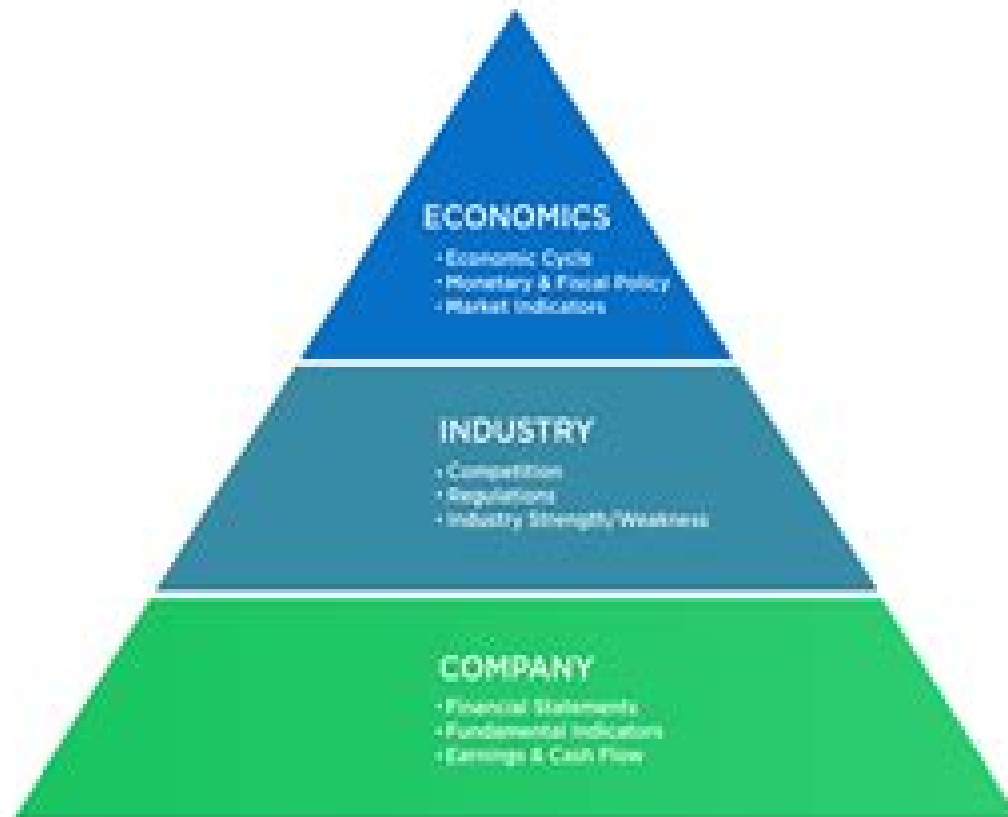 ECONOMICS
• Economic Cycle
• Monetary & Fiscal Policy
• Market Indicators
INDUSTRY
• Competition
• Regulations
• Industry Strength/Weakness
COMPANY
• Financial Statements
• Fundamental Indicators
• Earnings & Cash Flow